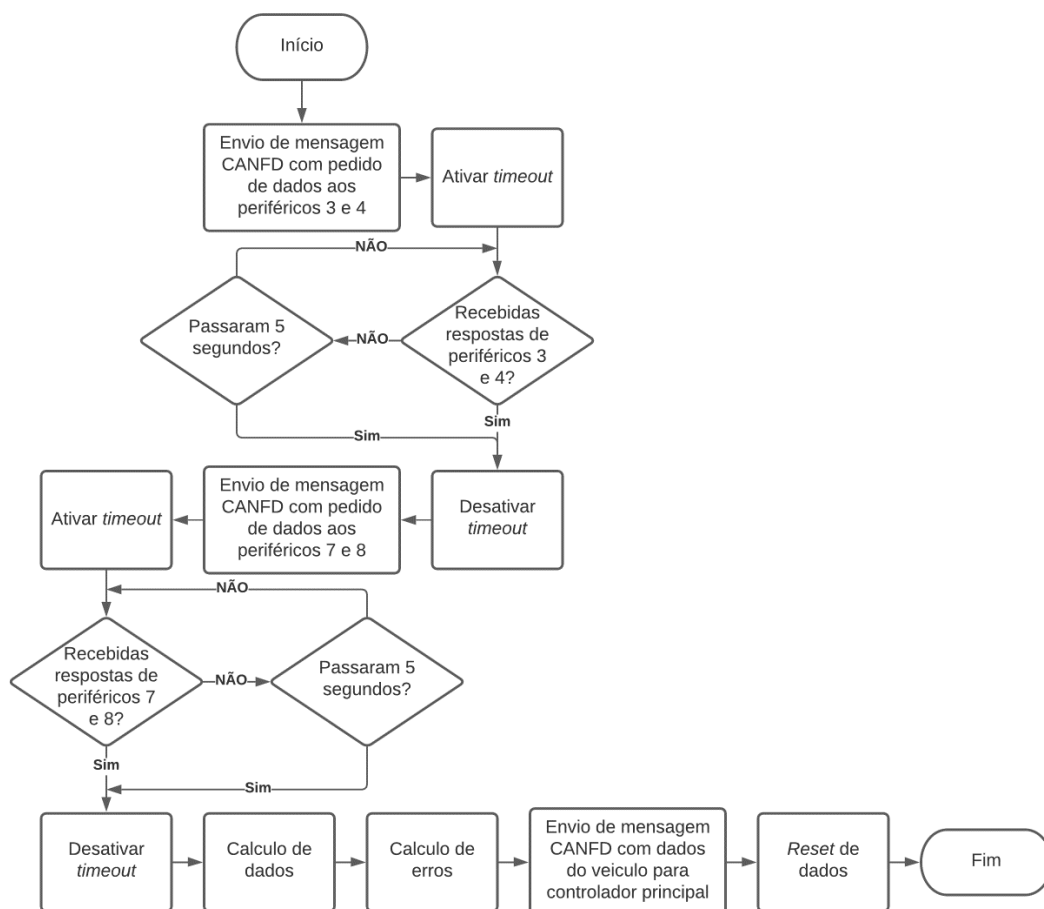 Início
Envio de mensagem
CANFD com pedido
de dados aos
periféricos 3 e 4
Ativar timeout
NÃO
Passaram 5
segundos?
NÃO
Recebidas
respostas de
periféricos 3
e 4?
Sim
Sim
Ativar timeout
Envio de mensagem
CANFD com pedido
de dados aos
periféricos 7 e 8
Desativar
timeout
NÃO
Recebidas
respostas de
periféricos 7
e 8?
NÃO
Passaram 5
segundos?
Sim
Sim
Desativar
timeout
Calculo de
dados
Calculo de
erros
Envio de mensagem
CANFD com dados
do veiculo para
controlador principal
Reset de
dados
Fim